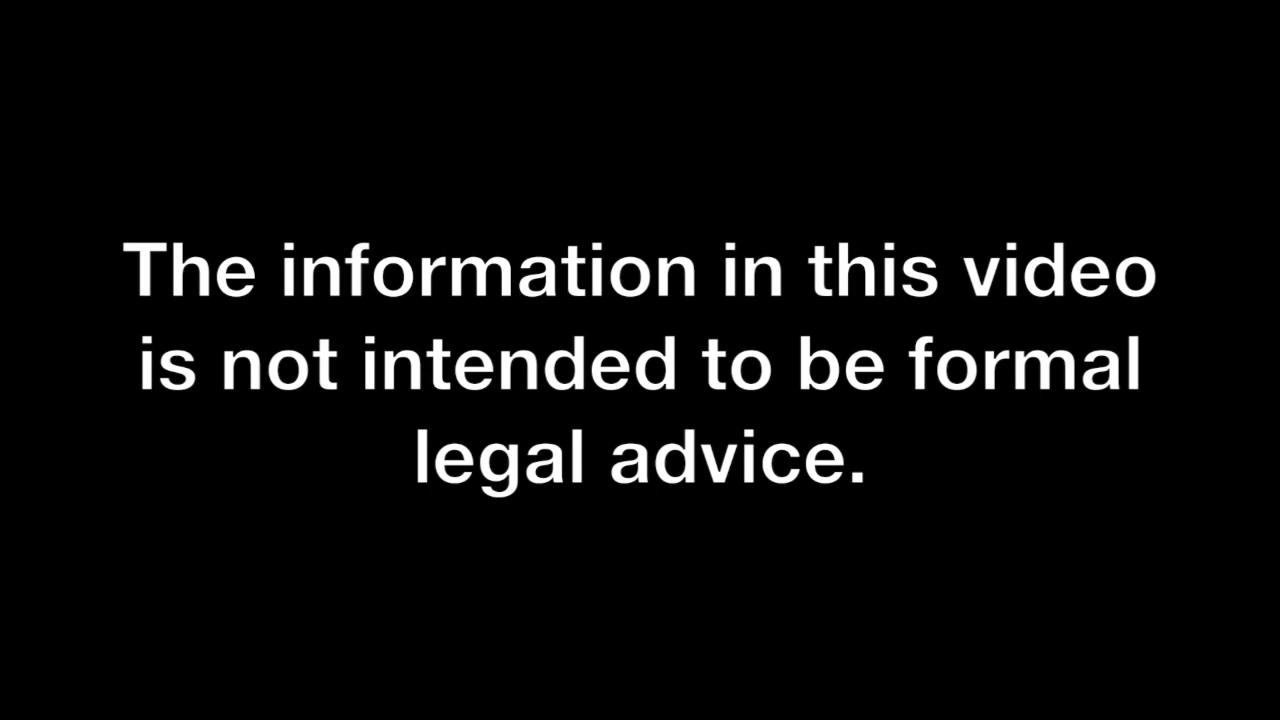 The information in this video
is not intended to be formal
legal advice.